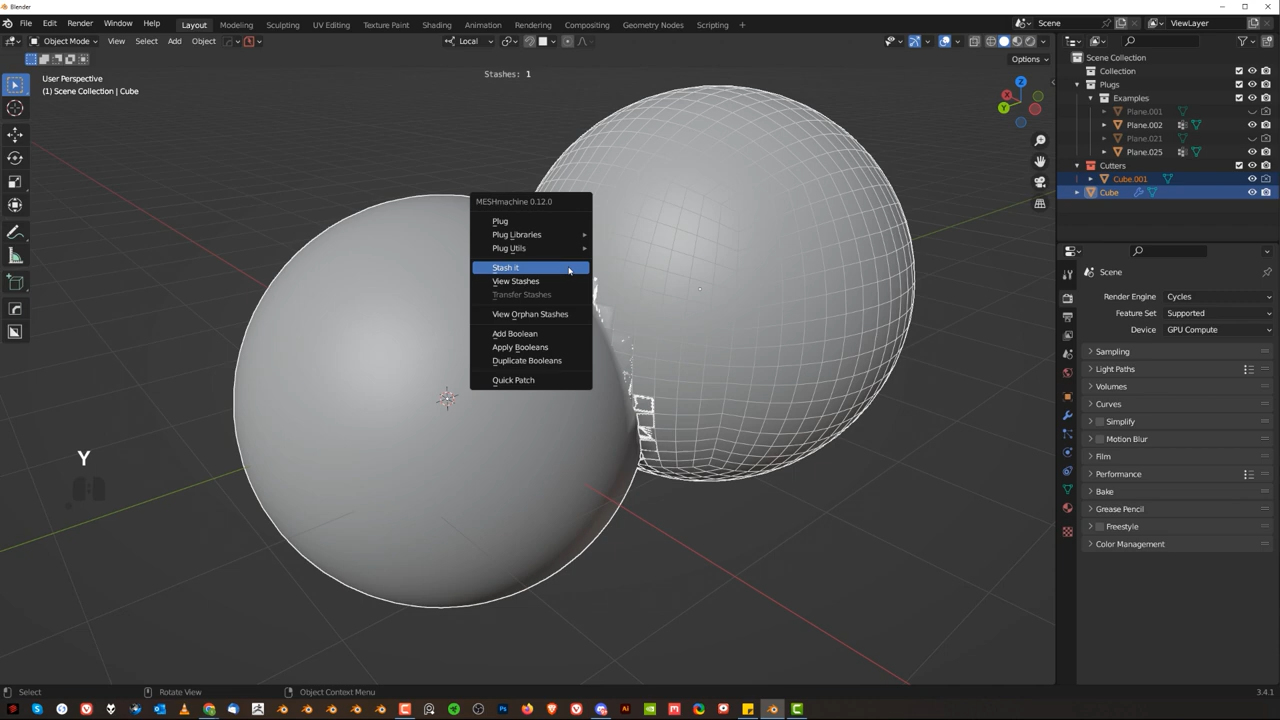 Blender
File Edit Render Window Help Layout Modeling Sculpting UV Editing Texture Paint Shading Animation Rendering Compositing Geometry Nodes Scripting + Scene ViewLayer
Object Mode View Select Add Object Local
Options
Stashes: 1
User Perspective
(1) Scene Collection | Cube
Z
X
Y
MESHmachine 0.12.0
Plug
Plug Libraries
Plug Utils
Stash it
View Stashes
Transfer Stashes
View Orphan Stashes
Add Boolean
Apply Booleans
Duplicate Booleans
Quick Patch
Y
Scene Collection
Collection
Plugs
Examples
Plane.001
Plane.002
Plane.021
Plane.025
Cutters
Cube.001
Cube
Scene
Render Engine Cycles
Feature Set Supported
Device GPU Compute
Sampling
Light Paths
Volumes
Curves
Simplify
Motion Blur
Film
Performance
Bake
Grease Pencil
Freestyle
Color Management
Select Rotate View Object Context Menu 3.4.1